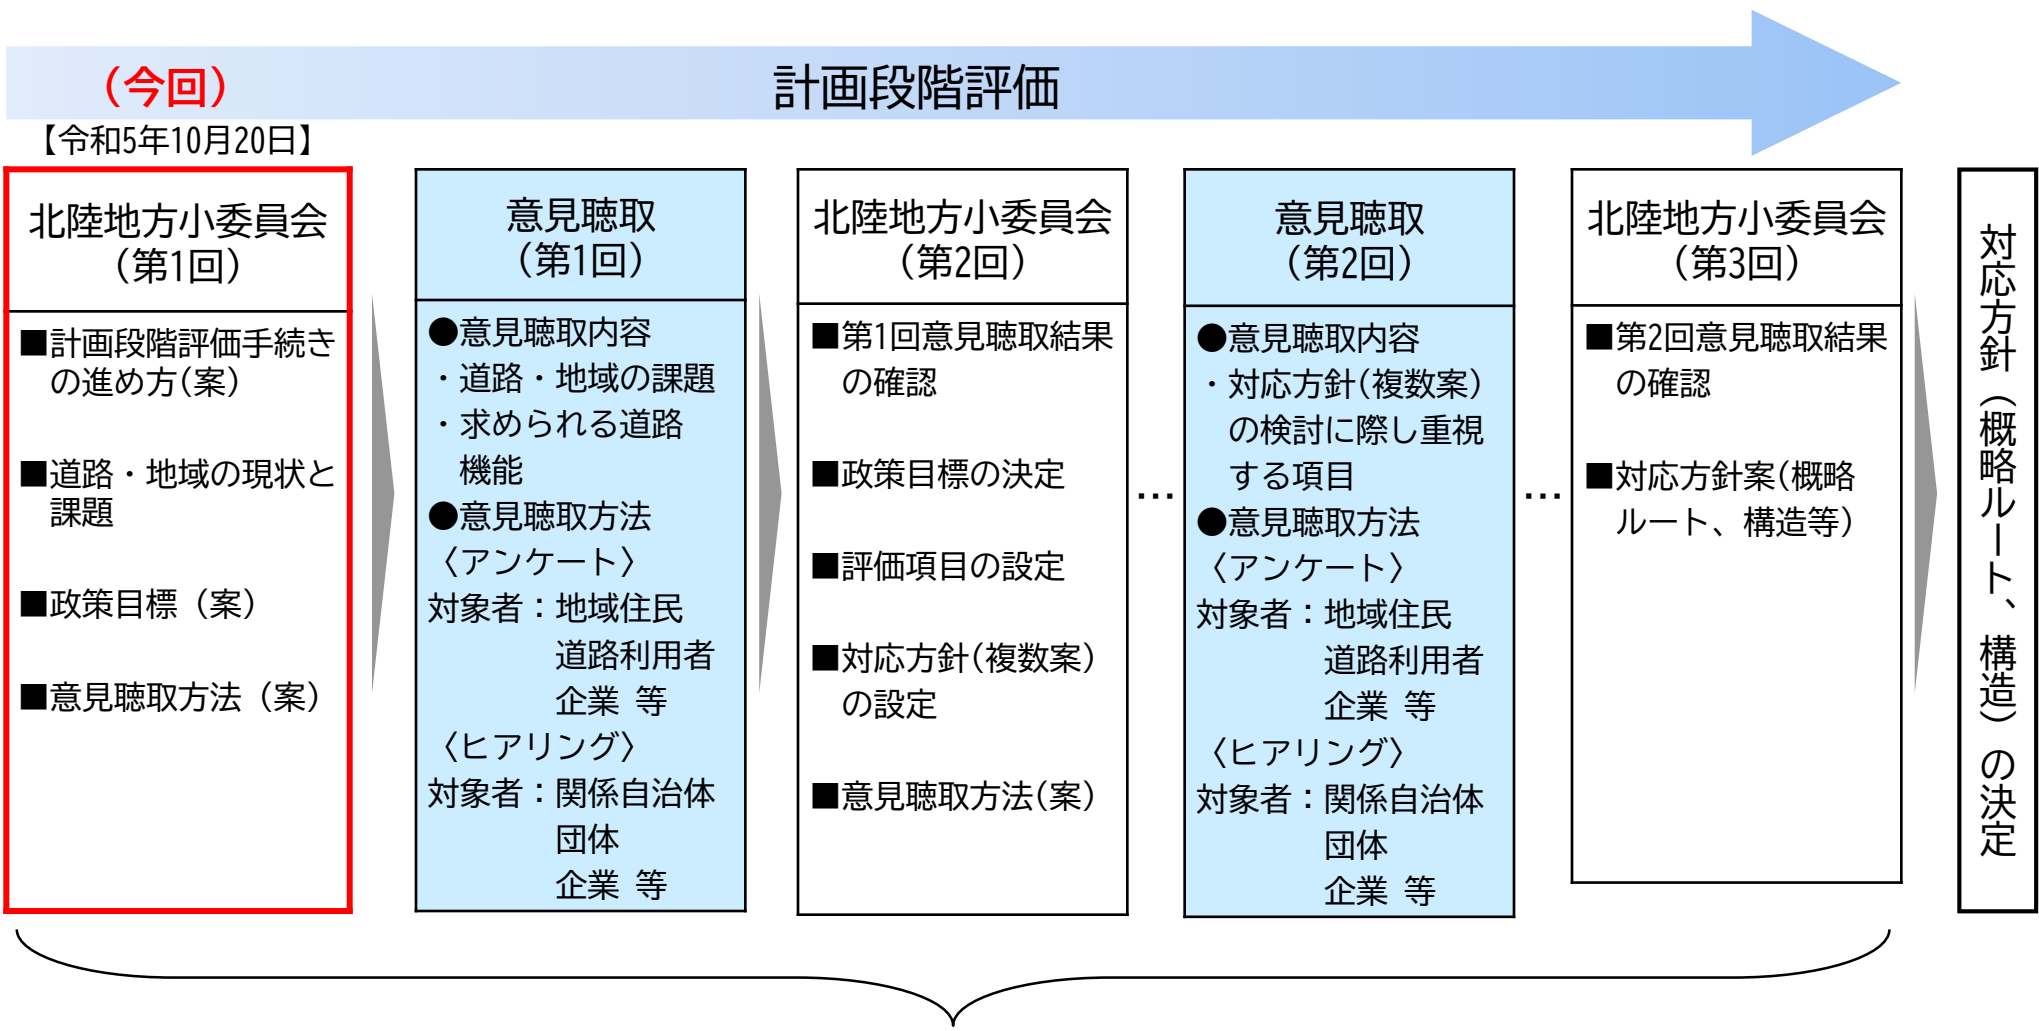 （今回）
計画段階評価
【令和5年10月20日】
北陸地方小委員会
（第1回）
■計画段階評価手続き
の進め方(案)
■道路・地域の現状と
課題
■政策目標（案）
■意見聴取方法（案）
意見聴取
（第1回）
●意見聴取内容
・道路・地域の課題
・求められる道路
機能
●意見聴取方法
〈アンケート〉
対象者：地域住民
道路利用者
企業 等
〈ヒアリング〉
対象者：関係自治体
団体
企業 等
北陸地方小委員会
（第2回）
■第1回意見聴取結果
の確認
■政策目標の決定
■評価項目の設定
■対応方針(複数案)
の設定
■意見聴取方法(案)
…
意見聴取
（第2回）
●意見聴取内容
・対応方針(複数案)
の検討に際し重視
する項目
●意見聴取方法
〈アンケート〉
対象者：地域住民
道路利用者
企業 等
〈ヒアリング〉
対象者：関係自治体
団体
企業 等
…
北陸地方小委員会
（第3回）
■第2回意見聴取結果
の確認
■対応方針案(概略
ルート、構造等)
対応方針（概略ルート、構造）の決定